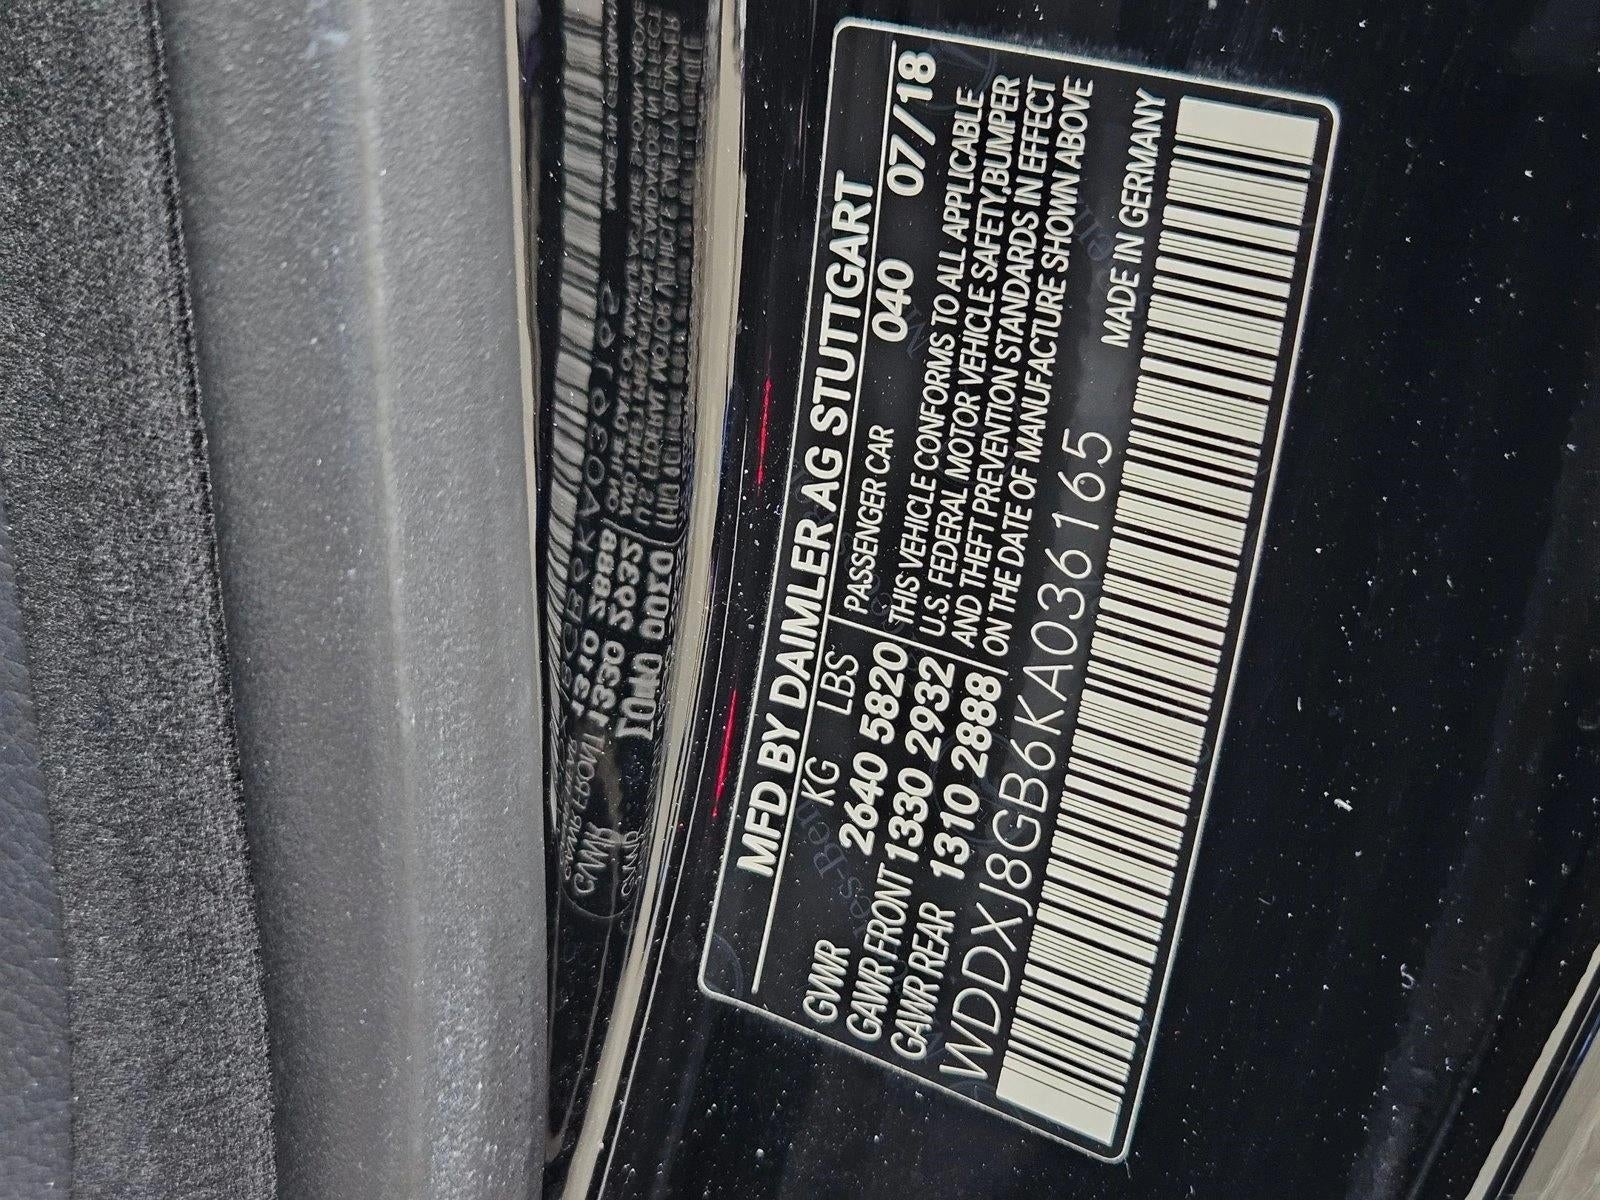 MFD BY DAIMLER AG STUTTGART
KG LBS PASSENGER CAR 040 07/18
GVWR 2640 5820 THIS VEHICLE CONFORMS TO ALL APPLICABLE
GAWR FRONT 1330 2932 U.S. FEDERAL MOTOR VEHICLE SAFETY,BUMPER
GAWR REAR 1310 2888 AND THEFT PREVENTION STANDARDS IN EFFECT
ON THE DATE OF MANUFACTURE SHOWN ABOVE
WDDXJ8GB6KA036165 MADE IN GERMANY